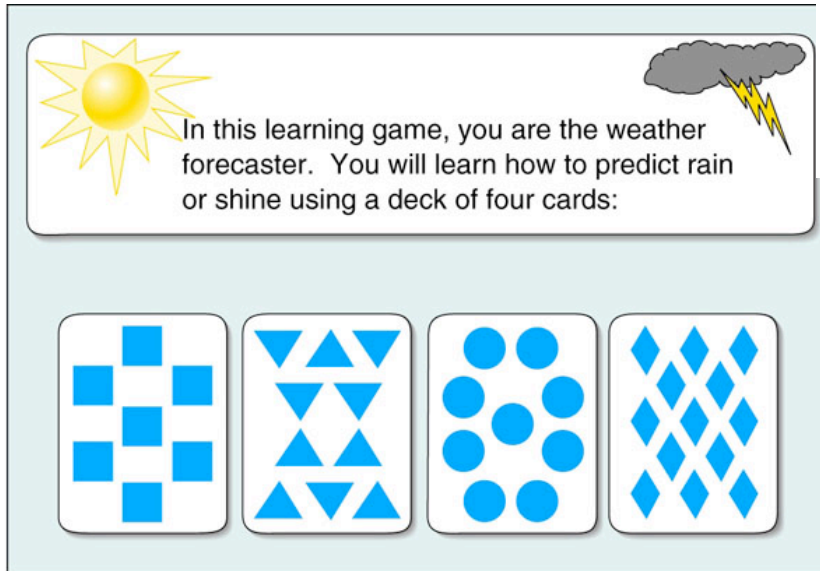 In this learning game, you are the weather
forecaster.  You will learn how to predict rain
or shine using a deck of four cards: